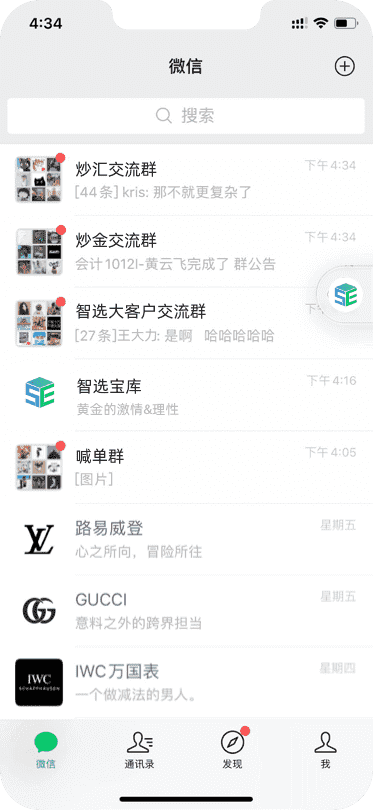 4:34
微信
搜索
炒汇交流群 下午4:34
[44条] kris: 那不就更复杂了
炒金交流群 下午4:34
会计1012I-黄云飞完成了 群公告
智选大客户交流群 下午
[27条]王大力: 是啊 哈哈哈哈哈
智选宝库 下午4:16
黄金的激情&理性
喊单群 下午4:05
[图片]
路易威登 星期五
心之所向，冒险所往
GUCCI 星期五
意料之外的跨界担当
IWC
SCHAFFHAUSEN
IWC万国表 星期四
一个做减法的男人。
微信 通讯录 发现 我